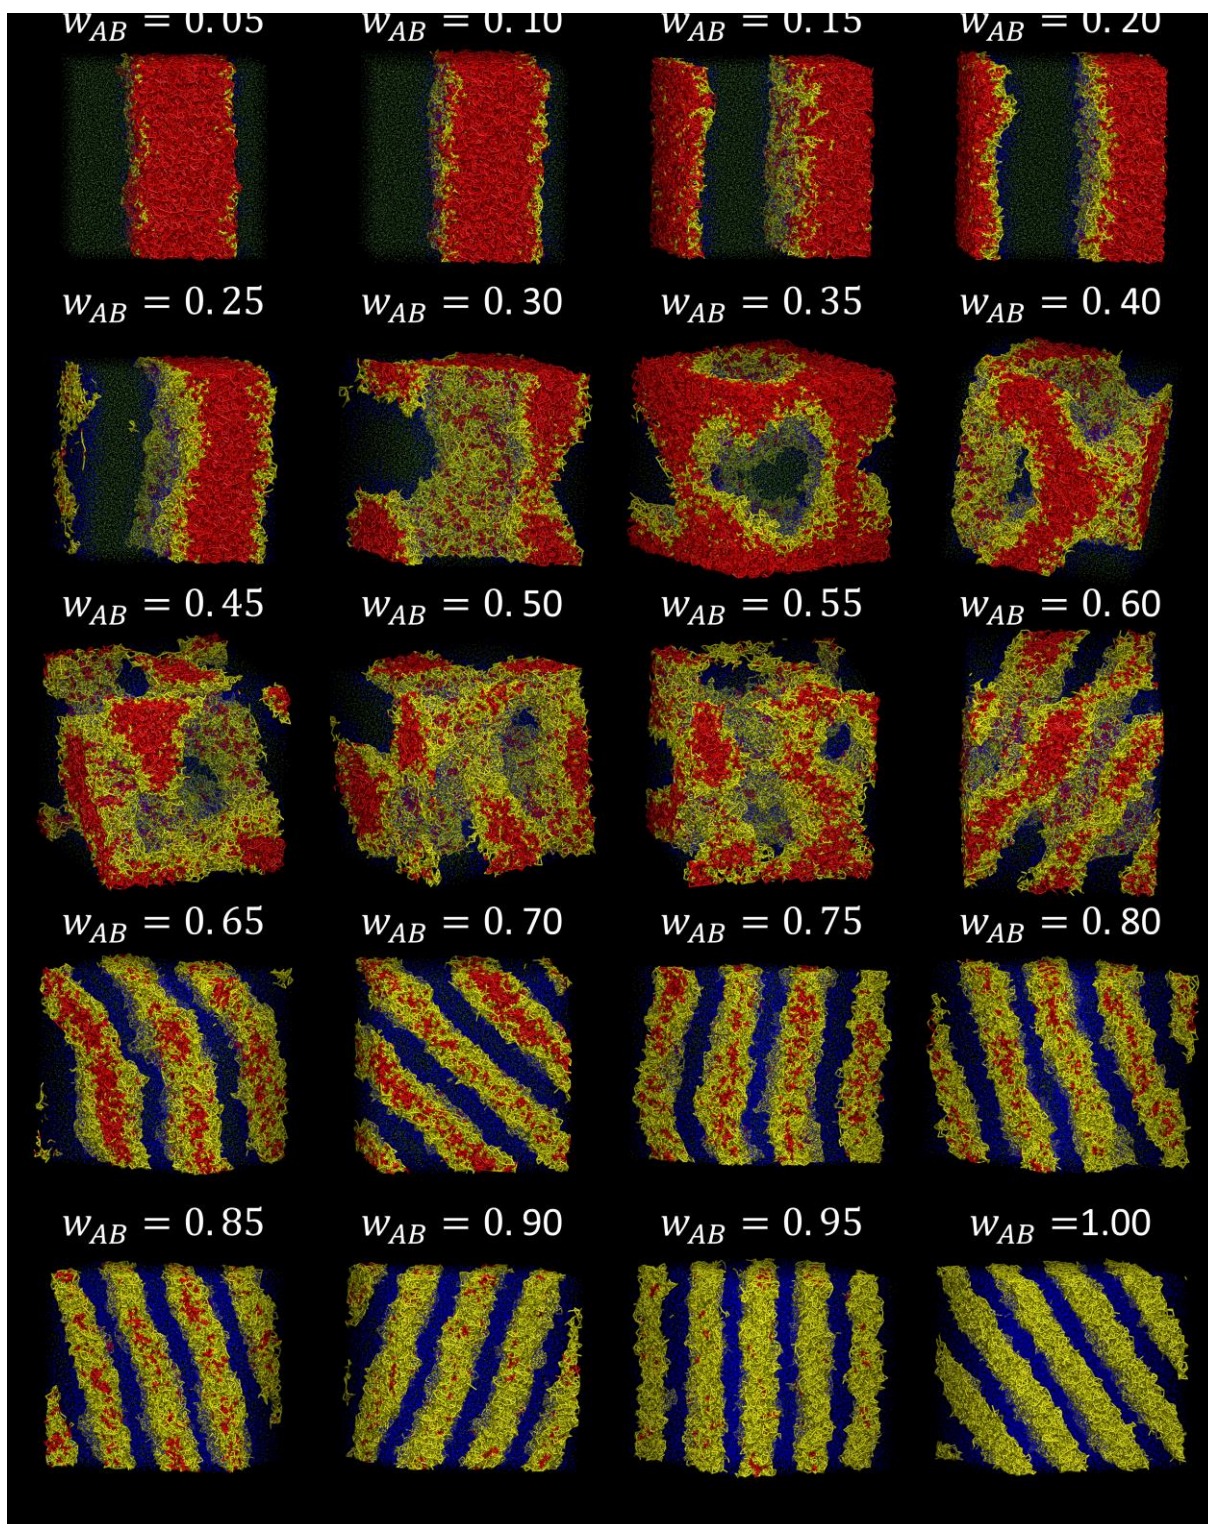 w_AB = 0.05 w_AB = 0.10 w_AB = 0.15 w_AB = 0.20
w_AB = 0.25 w_AB = 0.30 w_AB = 0.35 w_AB = 0.40
w_AB = 0.45 w_AB = 0.50 w_AB = 0.55 w_AB = 0.60
w_AB = 0.65 w_AB = 0.70 w_AB = 0.75 w_AB = 0.80
w_AB = 0.85 w_AB = 0.90 w_AB = 0.95 w_AB =1.00